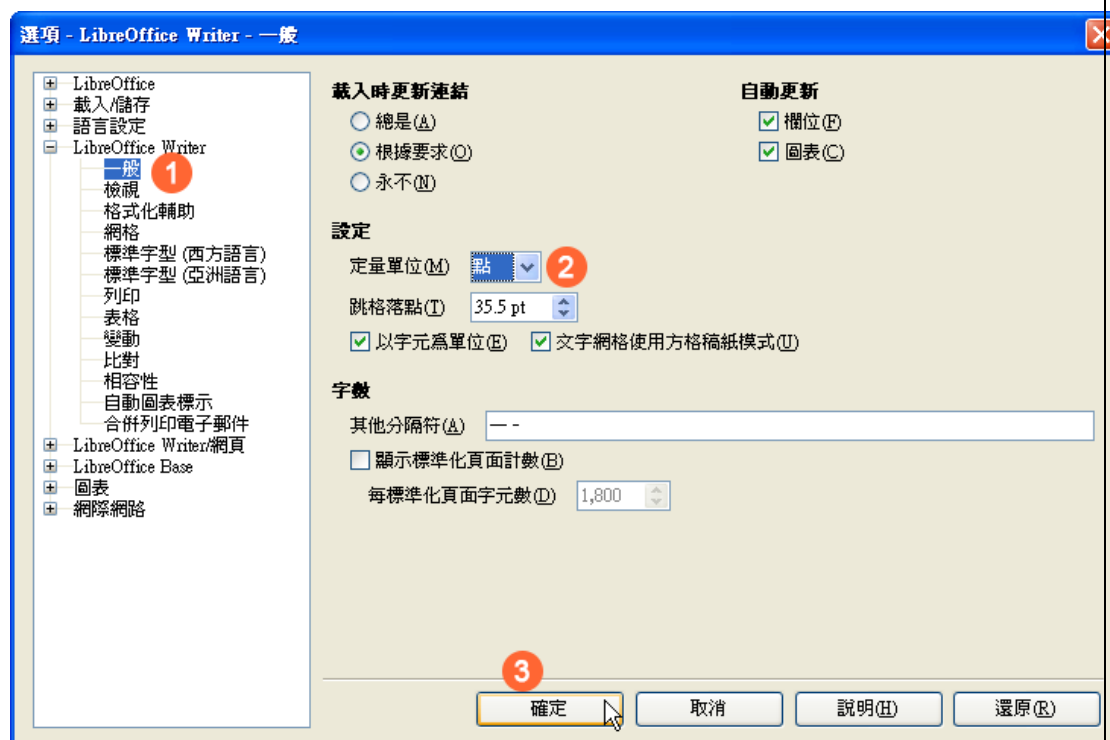 選項 - LibreOffice Writer - 一般
LibreOffice
載入/儲存
語言設定
LibreOffice Writer
一般
1
檢視
格式化輔助
網格
標準字型 (西方語言)
標準字型 (亞洲語言)
列印
表格
變動
比對
相容性
自動圖表標示
合併列印電子郵件
LibreOffice Writer/網頁
LibreOffice Base
圖表
網際網路
載入時更新連結
總是(A)
根據要求(O)
永不(N)
自動更新
欄位(F)
圖表(C)
設定
定量單位(M) 點 2
跳格落點(T) 35.5 pt
以字元為單位(E) 文字網格使用方格稿紙模式(U)
字數
其他分隔符(A) — -
顯示標準化頁面計數(B)
每標準化頁面字元數(D) 1,800
3
確定 取消 說明(H) 還原(R)